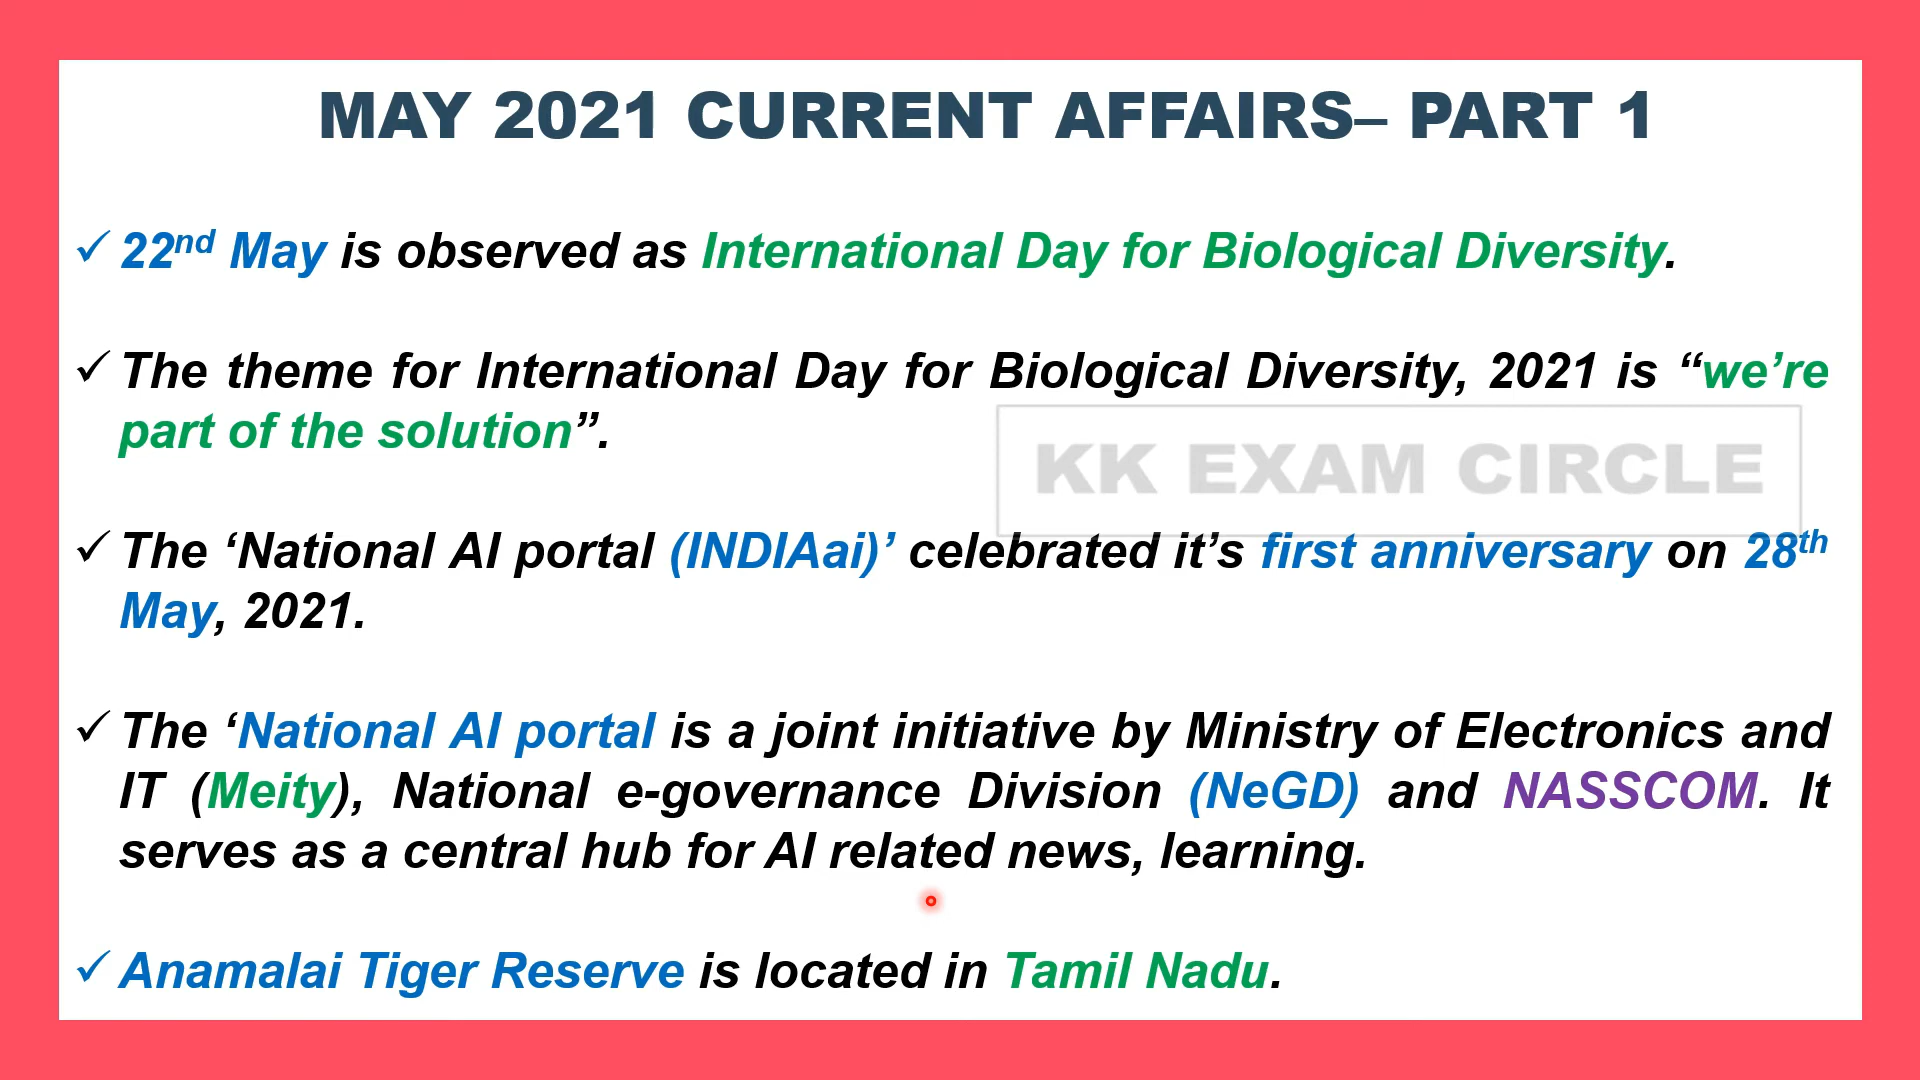 MAY 2021 CURRENT AFFAIRS– PART 1
✓ 22nd May is observed as International Day for Biological Diversity.
✓ The theme for International Day for Biological Diversity, 2021 is “we’re
part of the solution”.
KK EXAM CIRCLE
✓ The ‘National AI portal (INDIAai)’ celebrated it’s first anniversary on 28th
May, 2021.
✓ The ‘National AI portal is a joint initiative by Ministry of Electronics and
IT (Meity), National e-governance Division (NeGD) and NASSCOM. It
serves as a central hub for AI related news, learning.
✓ Anamalai Tiger Reserve is located in Tamil Nadu.